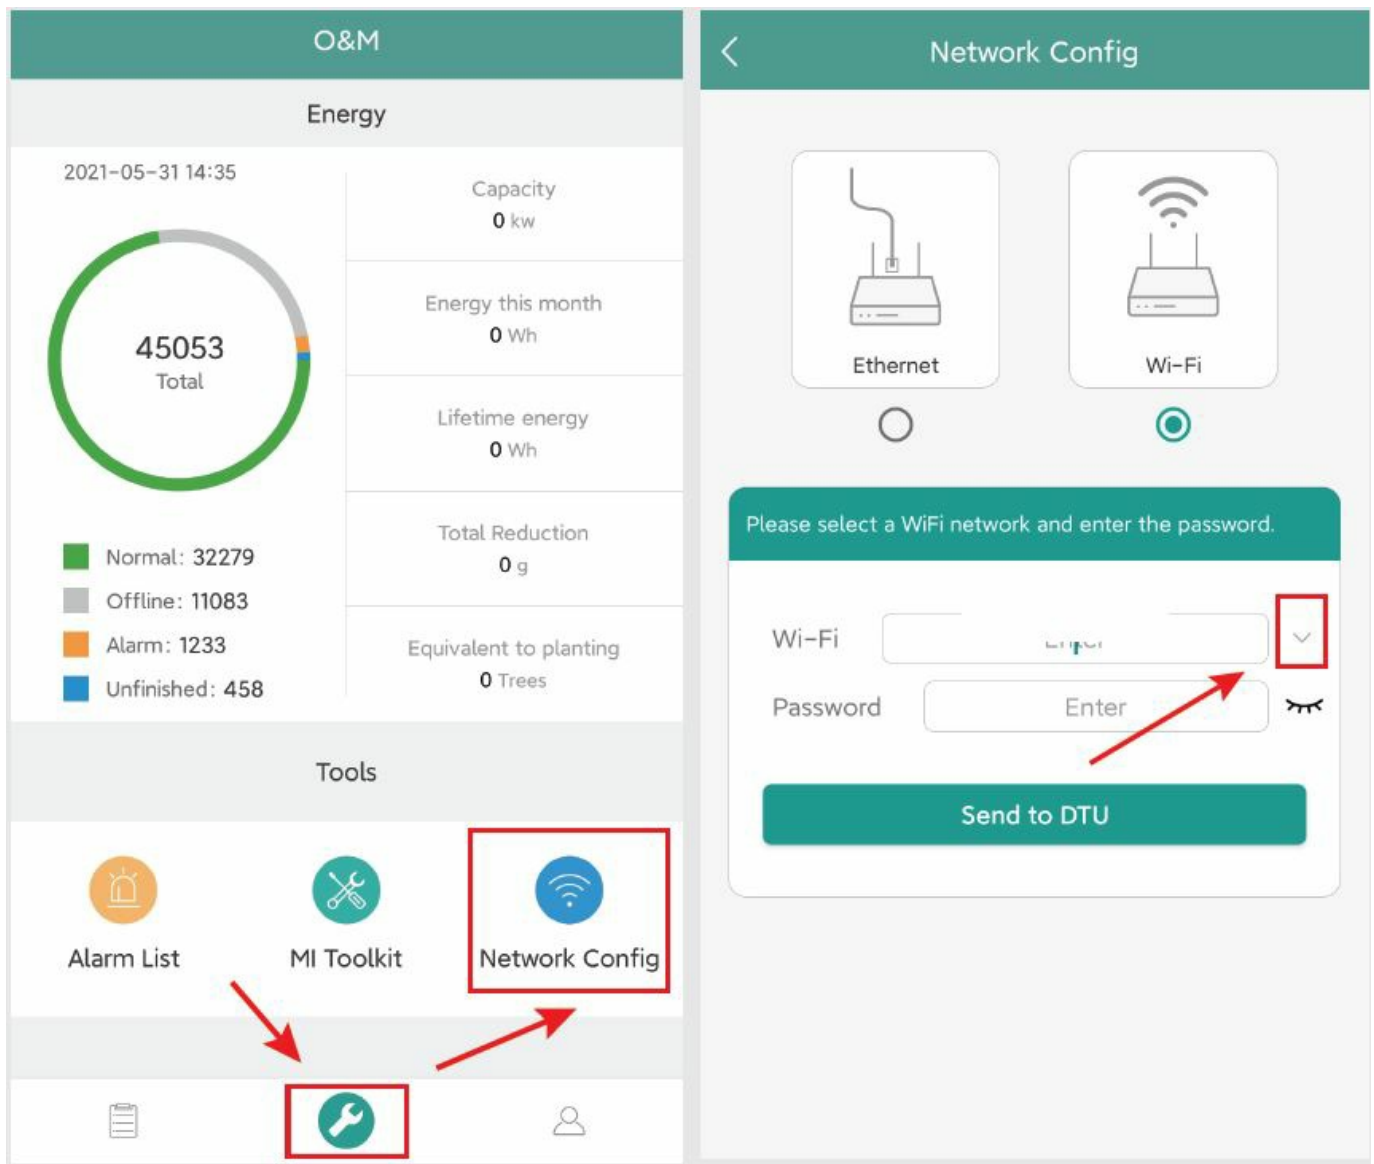 O&M
Energy
2021-05-31 14:35
45053
Total
Normal: 32279
Offline: 11083
Alarm: 1233
Unfinished: 458
Capacity
0 kw
Energy this month
0 Wh
Lifetime energy
0 Wh
Total Reduction
0 g
Equivalent to planting
0 Trees
Tools
Alarm List
MI Toolkit
Network Config
Network Config
Ethernet
Wi-Fi
Please select a WiFi network and enter the password.
Wi-Fi
Password
Enter
Send to DTU